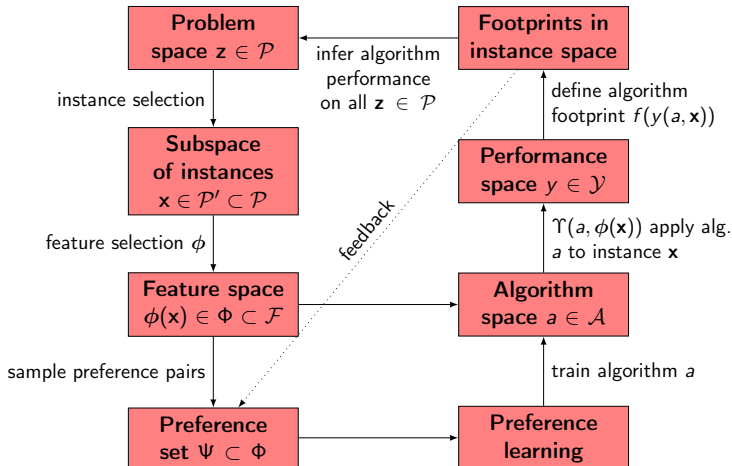 Problem
space z ∈ 𝒫
Footprints in
instance space
infer algorithm
performance
on all z ∈ 𝒫
instance selection
define algorithm
footprint f(y(a, x))
Subspace
of instances
x ∈ 𝒫′ ⊂ 𝒫
Performance
space y ∈ 𝒴
feedback
feature selection ϕ
ϒ(a, ϕ(x)) apply alg.
a to instance x
Feature space
ϕ(x) ∈ Φ ⊂ ℱ
Algorithm
space a ∈ 𝒜
sample preference pairs
train algorithm a
Preference
set Ψ ⊂ Φ
Preference
learning